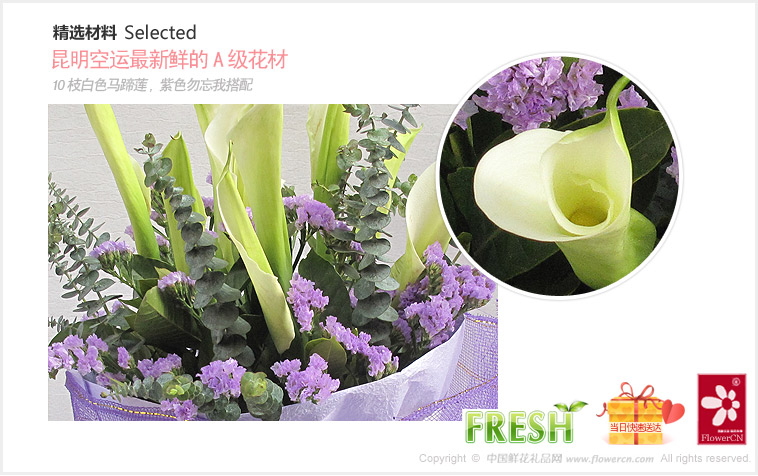 精选材料 Selected
昆明空运最新鲜的 A 级花材
10 枝白色马蹄莲, 紫色勿忘我搭配
FRESH
当日快速送达
®
FlowerCN
Copyright © 中国鲜花礼品网 www.flowercn.com All rights reserved.